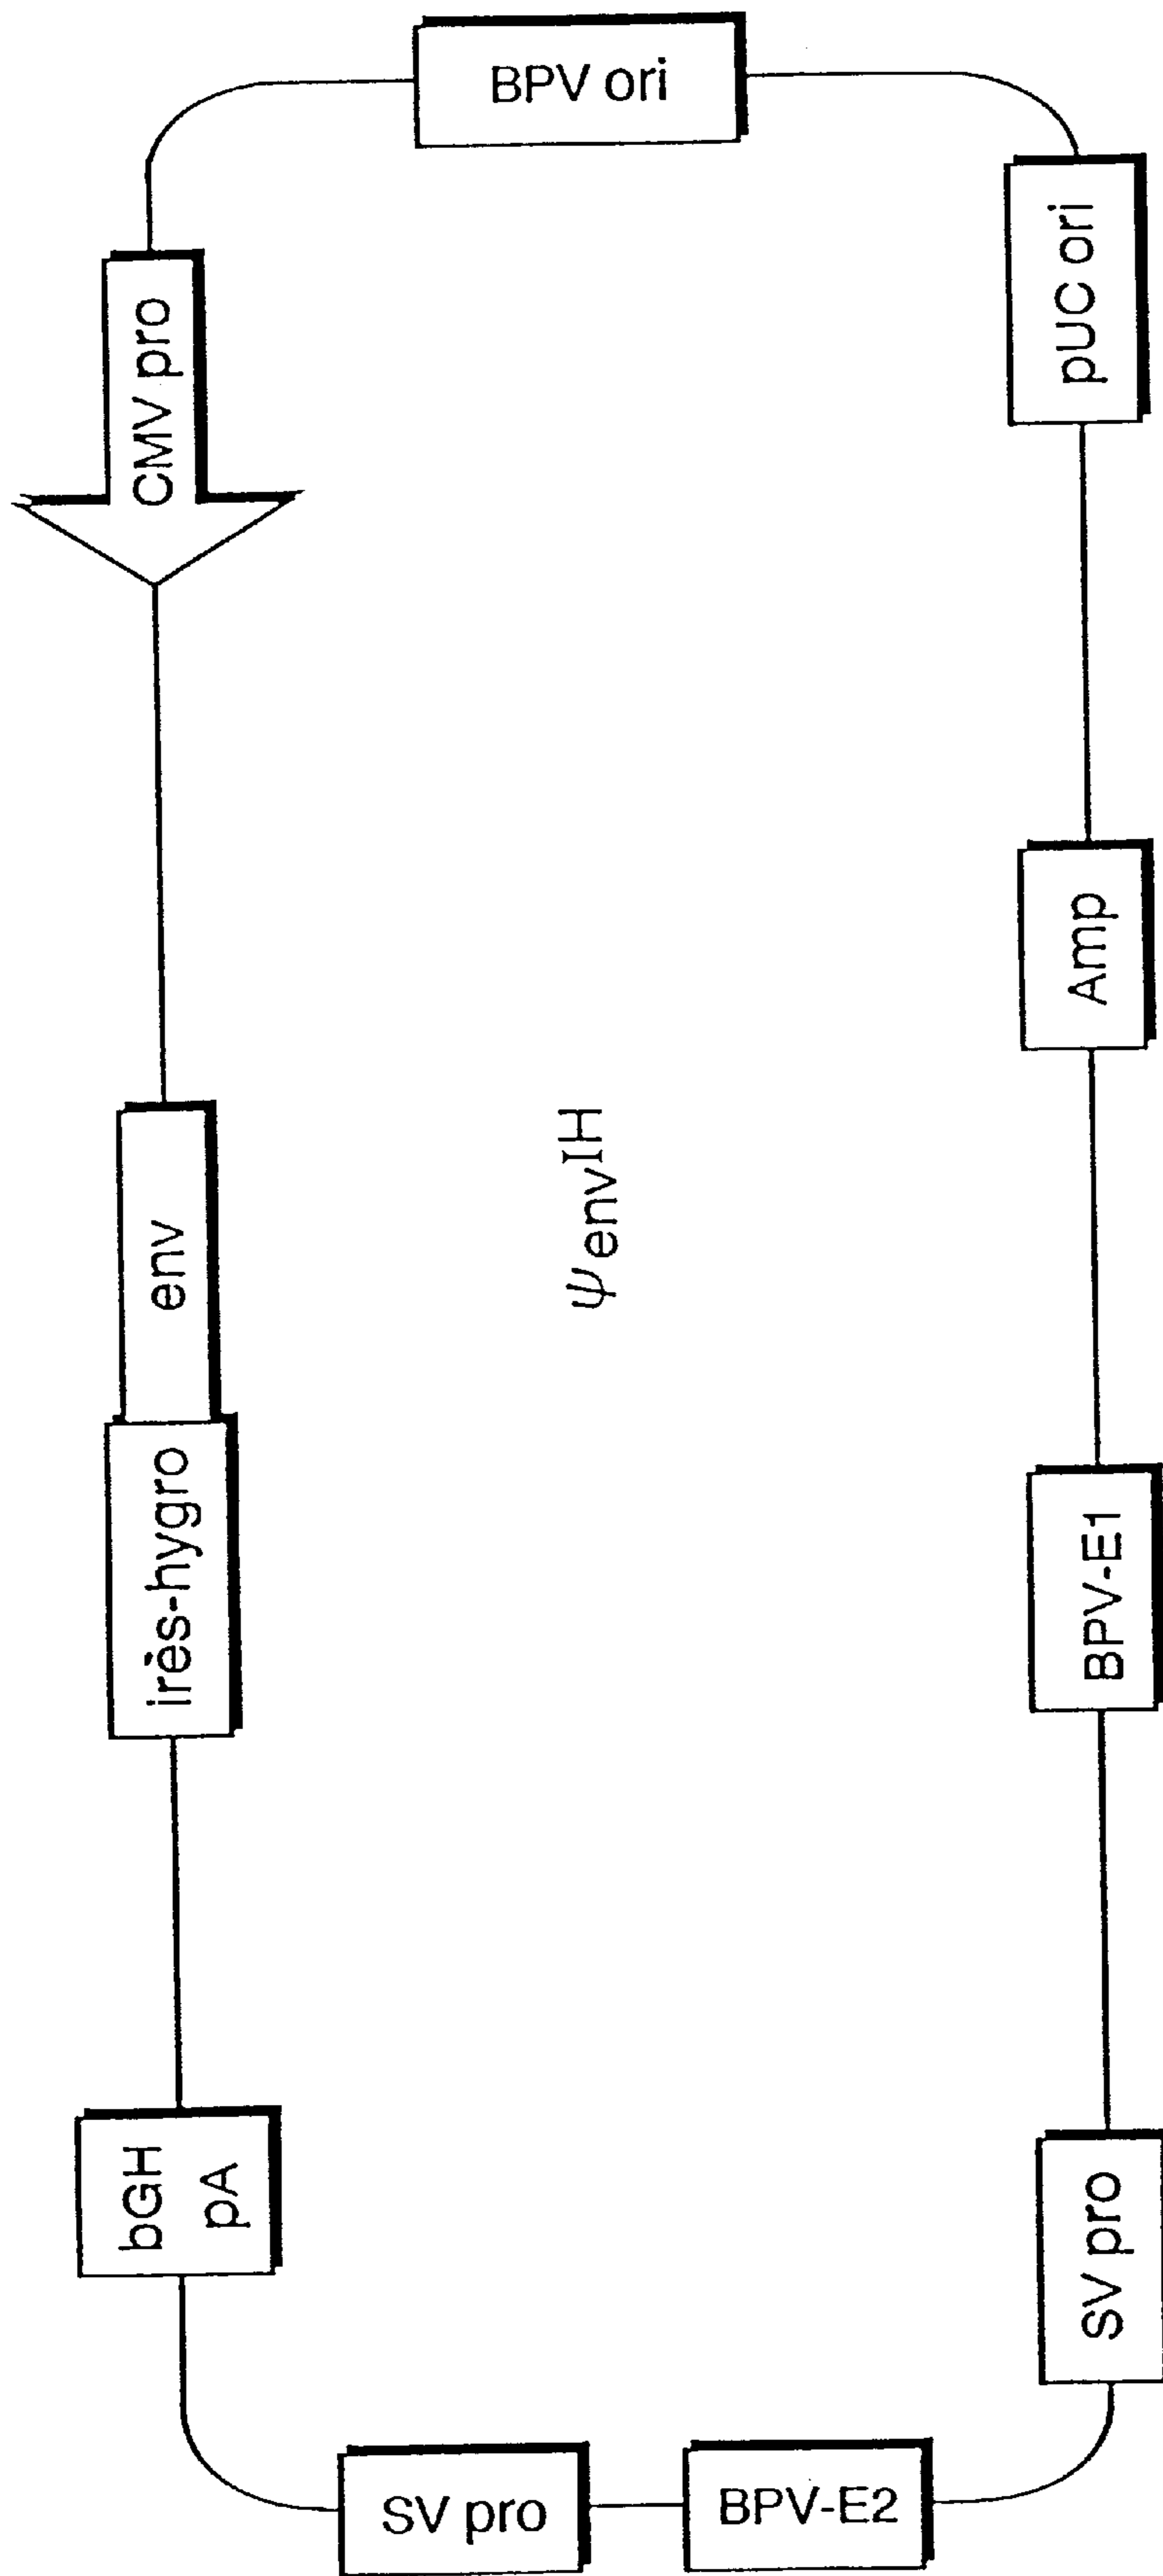 BPV ori
CMV pro
pUC ori
env
irès-hygro
ψenvIH
Amp
BPV-E1
bGH
pA
SV pro
SV pro
BPV-E2